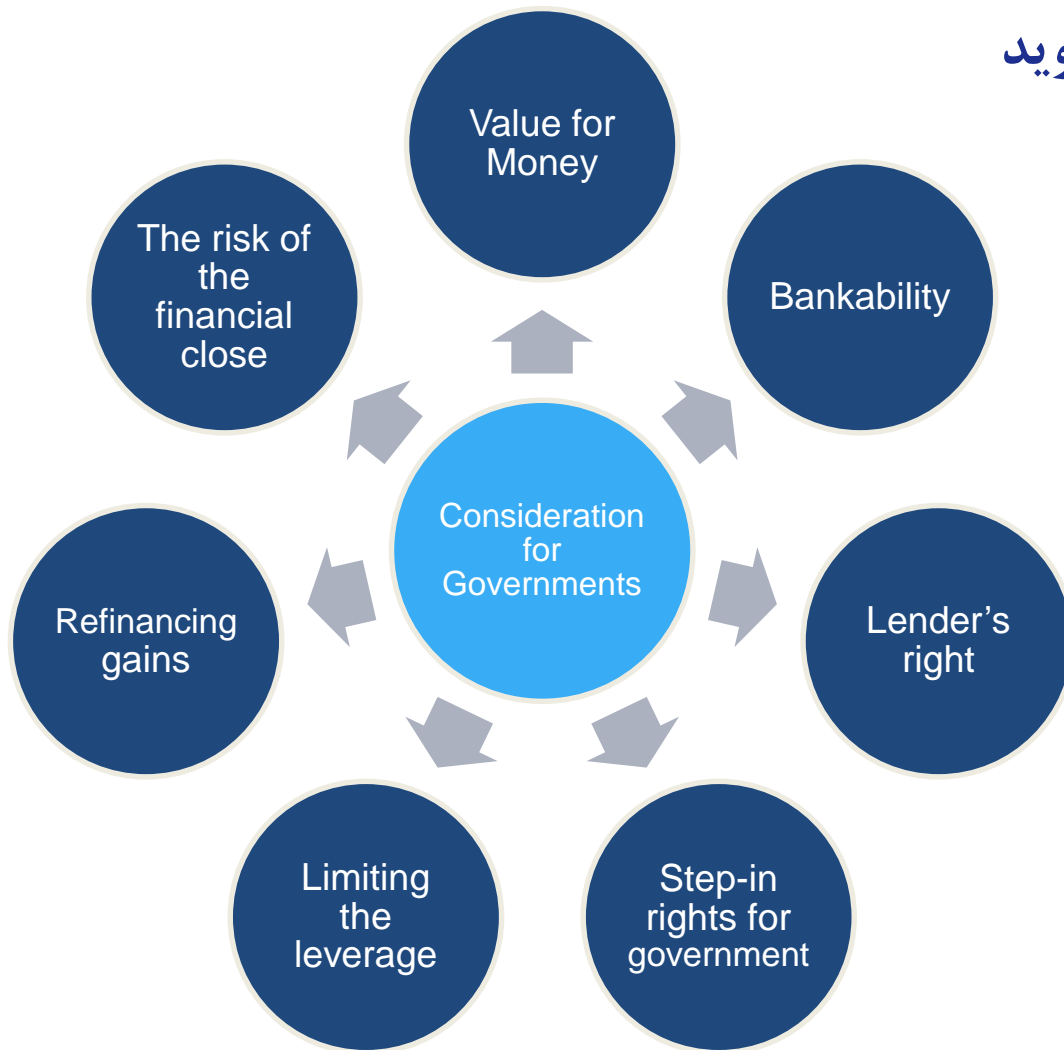 Value for
Money
Bankability
Lender’s
right
Step-in
rights for
government
Limiting
the
leverage
Refinancing
gains
The risk of
the
financial
close
Consideration
for
Governments